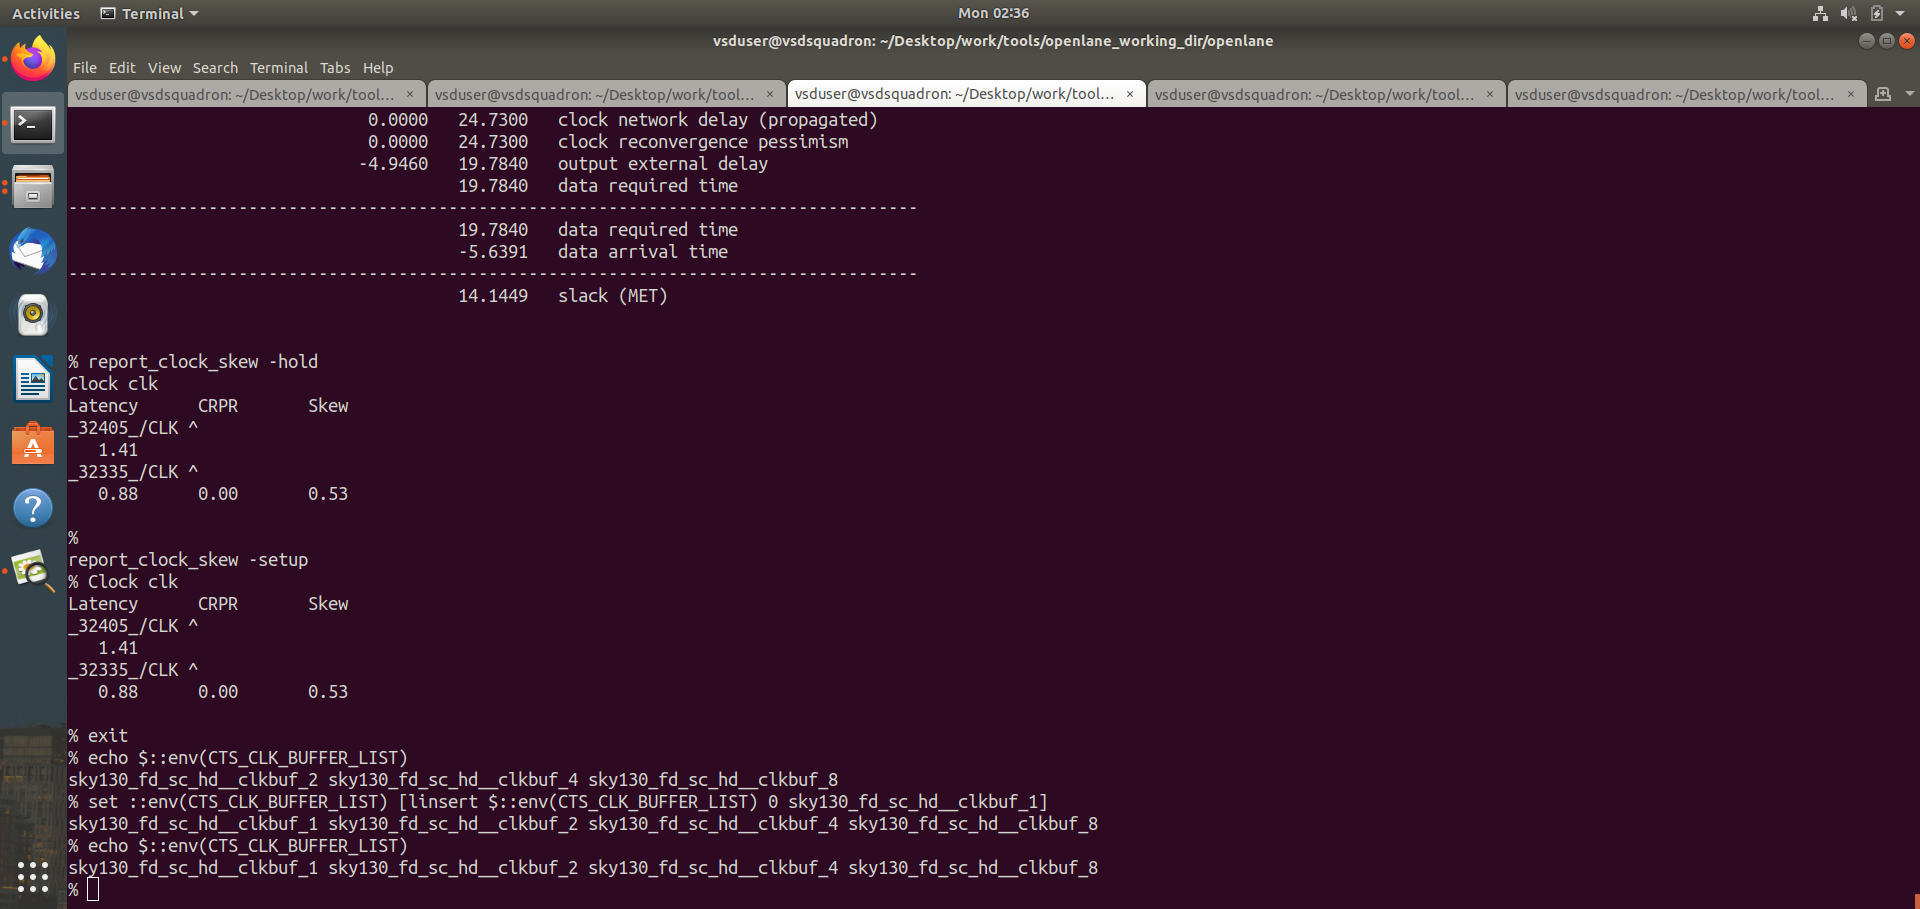 Activities Terminal Mon 02:36
vsduser@vsdsquadron: ~/Desktop/work/tools/openlane_working_dir/openlane
File Edit View Search Terminal Tabs Help
vsduser@vsdsquadron: ~/Desktop/work/tool... × vsduser@vsdsquadron: ~/Desktop/work/tool... × vsduser@vsdsquadron: ~/Desktop/work/tool... × vsduser@vsdsquadron: ~/Desktop/work/tool... × vsduser@vsdsquadron: ~/Desktop/work/tool... ×
0.0000 24.7300 clock network delay (propagated)
0.0000 24.7300 clock reconvergence pessimism
-4.9460 19.7840 output external delay
19.7840 data required time
-------------------------------------------------------------------------------------
19.7840 data required time
-5.6391 data arrival time
-------------------------------------------------------------------------------------
14.1449 slack (MET)
% report_clock_skew -hold
Clock clk
Latency CRPR Skew
_32405_/CLK ^
1.41
_32335_/CLK ^
0.88 0.00 0.53
%
report_clock_skew -setup
% Clock clk
Latency CRPR Skew
_32405_/CLK ^
1.41
_32335_/CLK ^
0.88 0.00 0.53
% exit
% echo $::env(CTS_CLK_BUFFER_LIST)
sky130_fd_sc_hd__clkbuf_2 sky130_fd_sc_hd__clkbuf_4 sky130_fd_sc_hd__clkbuf_8
% set ::env(CTS_CLK_BUFFER_LIST) [linsert $::env(CTS_CLK_BUFFER_LIST) 0 sky130_fd_sc_hd__clkbuf_1]
sky130_fd_sc_hd__clkbuf_1 sky130_fd_sc_hd__clkbuf_2 sky130_fd_sc_hd__clkbuf_4 sky130_fd_sc_hd__clkbuf_8
% echo $::env(CTS_CLK_BUFFER_LIST)
sky130_fd_sc_hd__clkbuf_1 sky130_fd_sc_hd__clkbuf_2 sky130_fd_sc_hd__clkbuf_4 sky130_fd_sc_hd__clkbuf_8
%